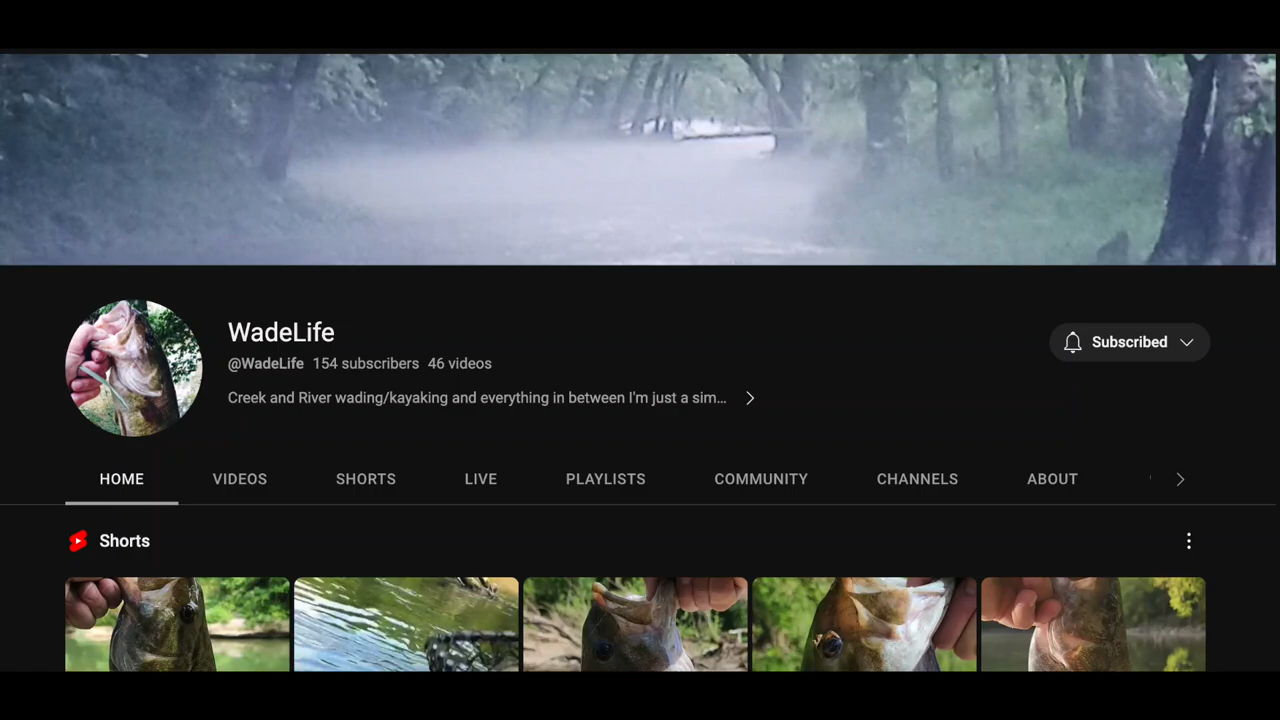 WadeLife
@WadeLife 154 subscribers 46 videos
Creek and River wading/kayaking and everything in between I'm just a sim...
Subscribed
HOME VIDEOS SHORTS LIVE PLAYLISTS COMMUNITY CHANNELS ABOUT
Shorts